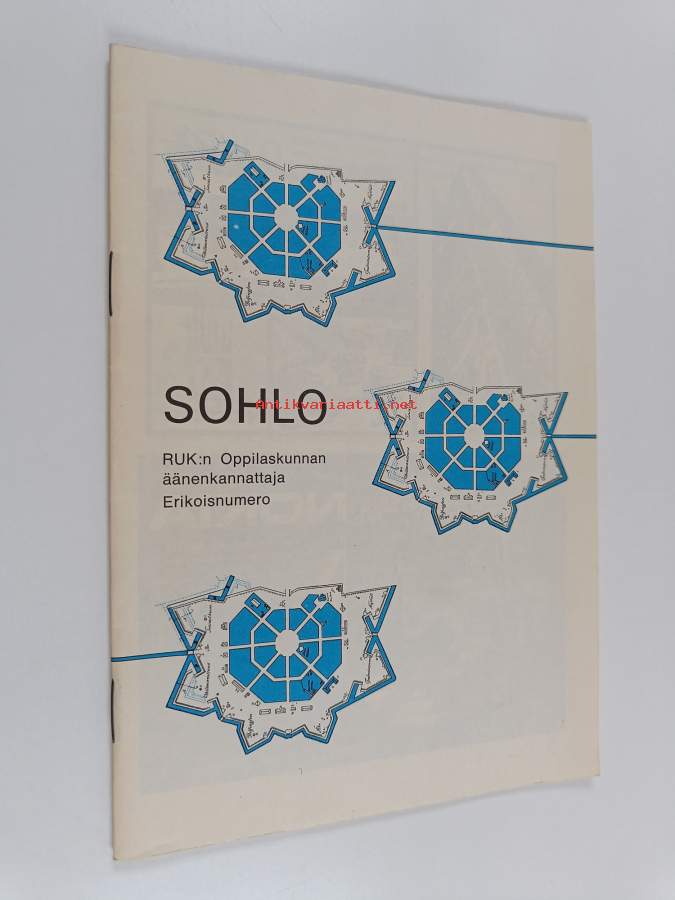 SOHLO
Antikvariaatti.net
RUK:n Oppilaskunnan
äänenkannattaja
Erikoisnumero